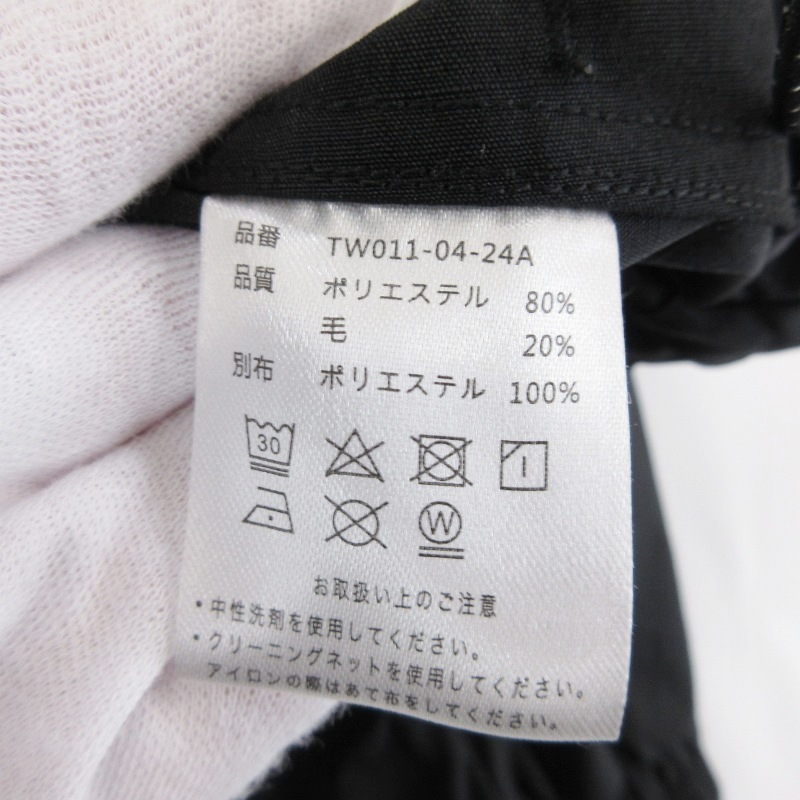 品番 TW011-04-24A
品質 ポリエステル 80%
毛 20%
別布 ポリエステル 100%
30
W
お取扱い上のご注意
・中性洗剤を使用してください。
・クリーニングネットを使用してください。
アイロンの際はあて布をしてください。